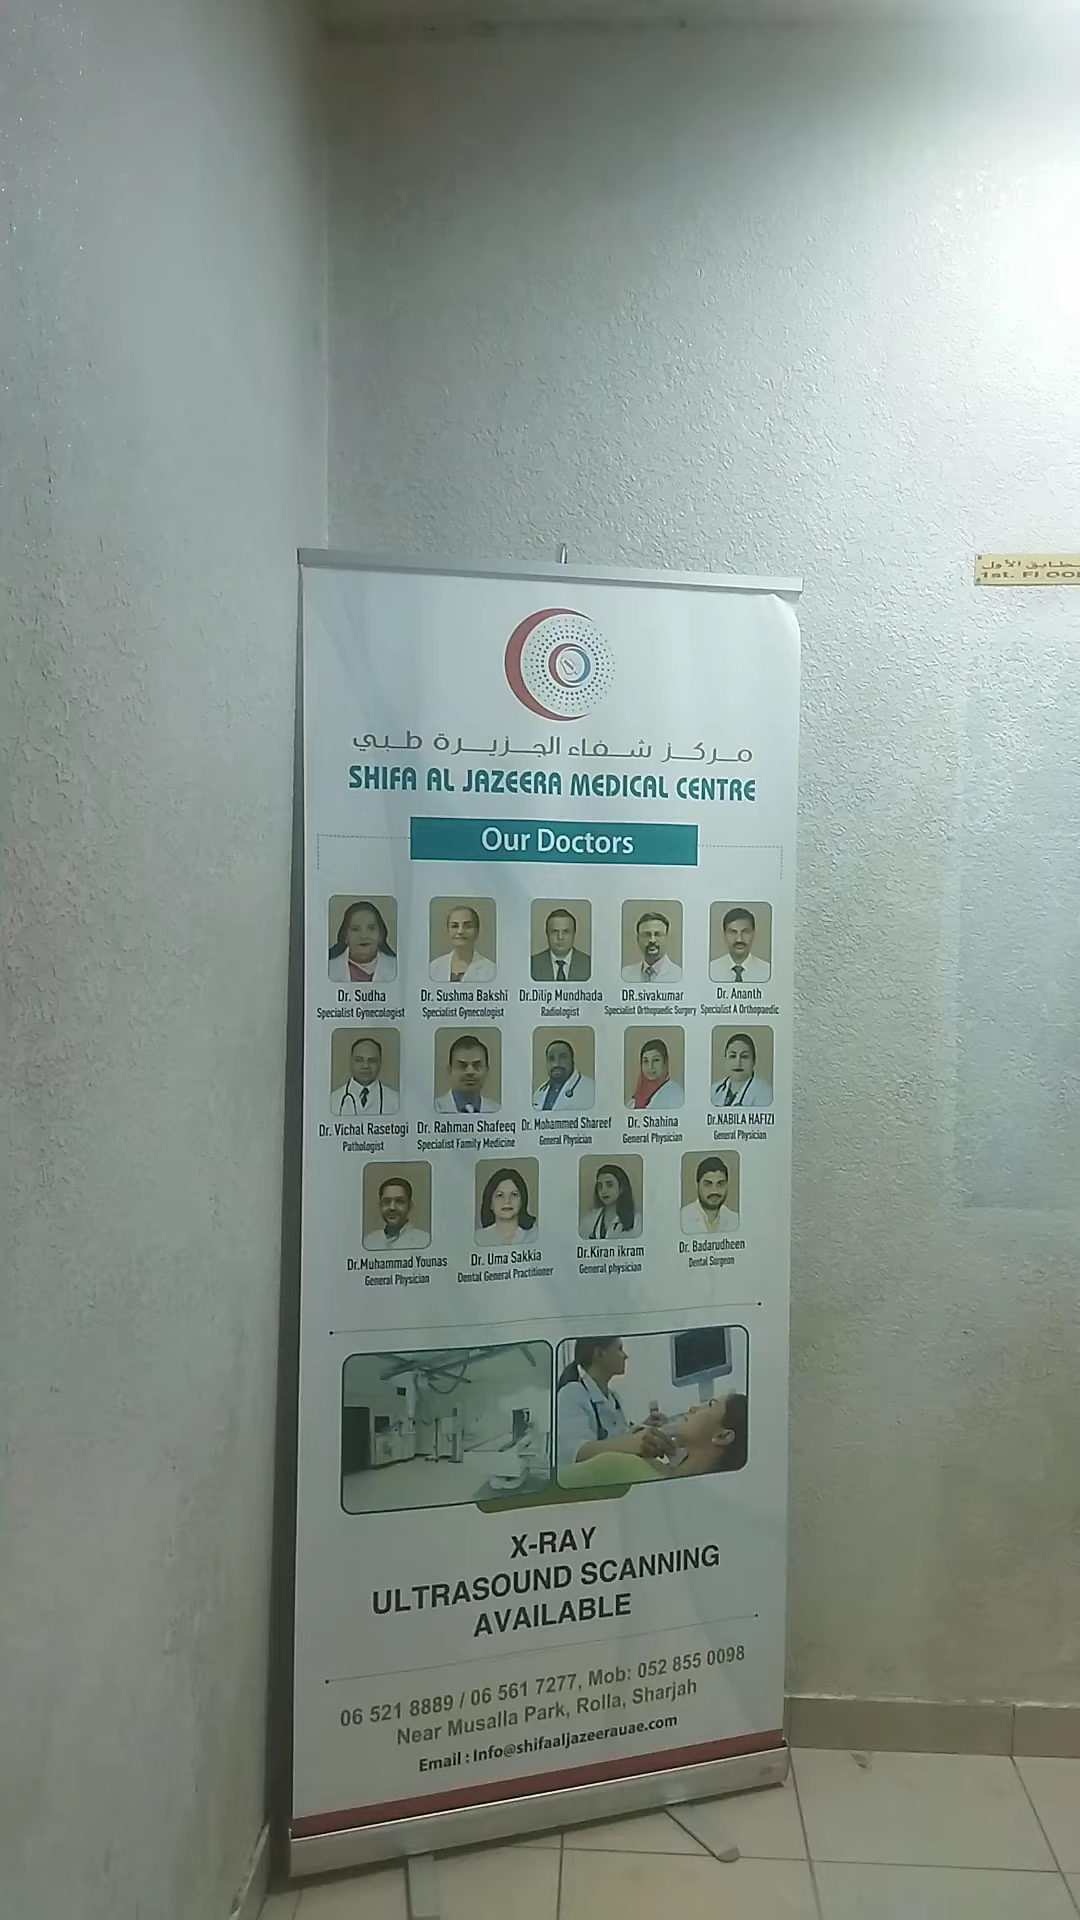 مركز شفاء الجزيرة طبي
SHIFA AL JAZEERA MEDICAL CENTRE
Our Doctors
Dr. Sudha
Specialist Gynecologist
Dr. Sushma Bakshi
Specialist Gynecologist
Dr.Dilip Mundhada
Radiologist
DR.sivakumar
Specialist Orthopaedic Surgery
Dr. Ananth
Specialist A Orthopaedic
Dr. Vichal Rasetogi
Pathologist
Dr. Rahman Shafeeq
Specialist Family Medicine
Dr. Mohammed Shareef
General Physician
Dr. Shahina
General Physician
Dr.NABILA HAFIZI
General Physician
Dr.Muhammad Younas
General Physician
Dr. Uma Sakkia
Dental General Practitioner
Dr.Kiran ikram
General physician
Dr. Badarudheen
Dental Surgeon
X-RAY
ULTRASOUND SCANNING
AVAILABLE
06 521 8889 / 06 561 7277, Mob: 052 855 0098
Near Musalla Park, Rolla, Sharjah
Email : Info@shifaaljazeerauae.com
الأول
1st.